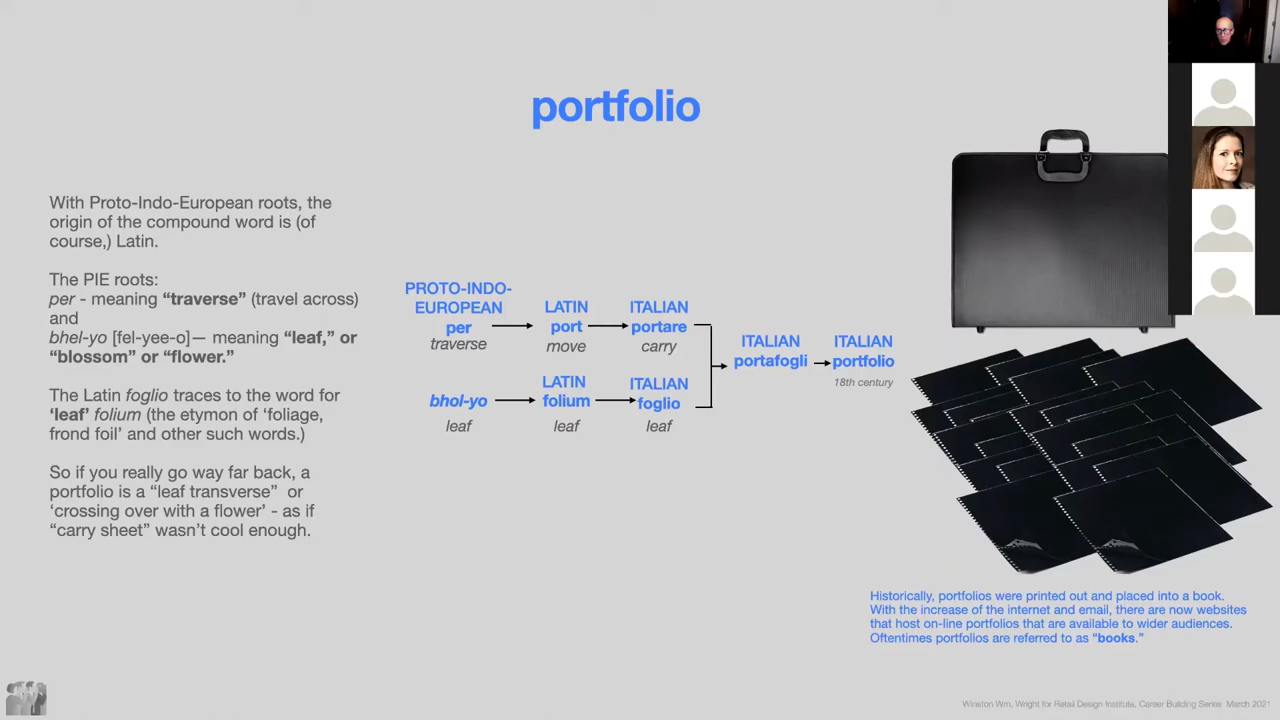 portfolio
With Proto-Indo-European roots, the
origin of the compound word is (of
course,) Latin.
The PIE roots:
per - meaning “traverse” (travel across)
and
bhel-yo [fel-yee-o]— meaning “leaf,” or
“blossom” or “flower.”
The Latin foglio traces to the word for
‘leaf’ folium (the etymon of ‘foliage,
frond foil’ and other such words.)
So if you really go way far back, a
portfolio is a “leaf transverse” or
‘crossing over with a flower’ - as if
“carry sheet” wasn’t cool enough.
PROTO-INDO-
EUROPEAN
per
traverse
LATIN
port
move
ITALIAN
portare
carry
bhol-yo
leaf
LATIN
folium
leaf
ITALIAN
foglio
leaf
ITALIAN
portafogli
ITALIAN
portfolio
18th century
Historically, portfolios were printed out and placed into a book.
With the increase of the internet and email, there are now websites
that host on-line portfolios that are available to wider audiences.
Oftentimes portfolios are referred to as “books.”
Winston Wm, Wright for Retail Design Institute, Career Building Series March 2021